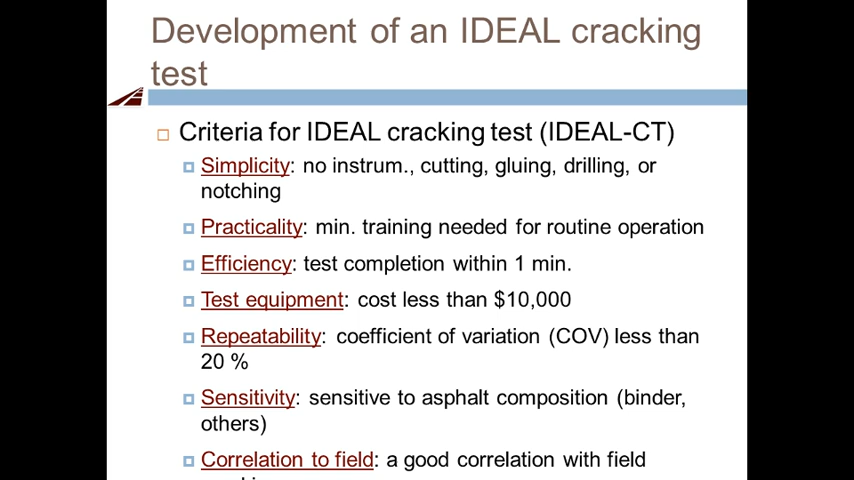 Development of an IDEAL cracking
test
Criteria for IDEAL cracking test (IDEAL-CT)
Simplicity: no instrum., cutting, gluing, drilling, or
notching
Practicality: min. training needed for routine operation
Efficiency: test completion within 1 min.
Test equipment: cost less than $10,000
Repeatability: coefficient of variation (COV) less than
20 %
Sensitivity: sensitive to asphalt composition (binder,
others)
Correlation to field: a good correlation with field